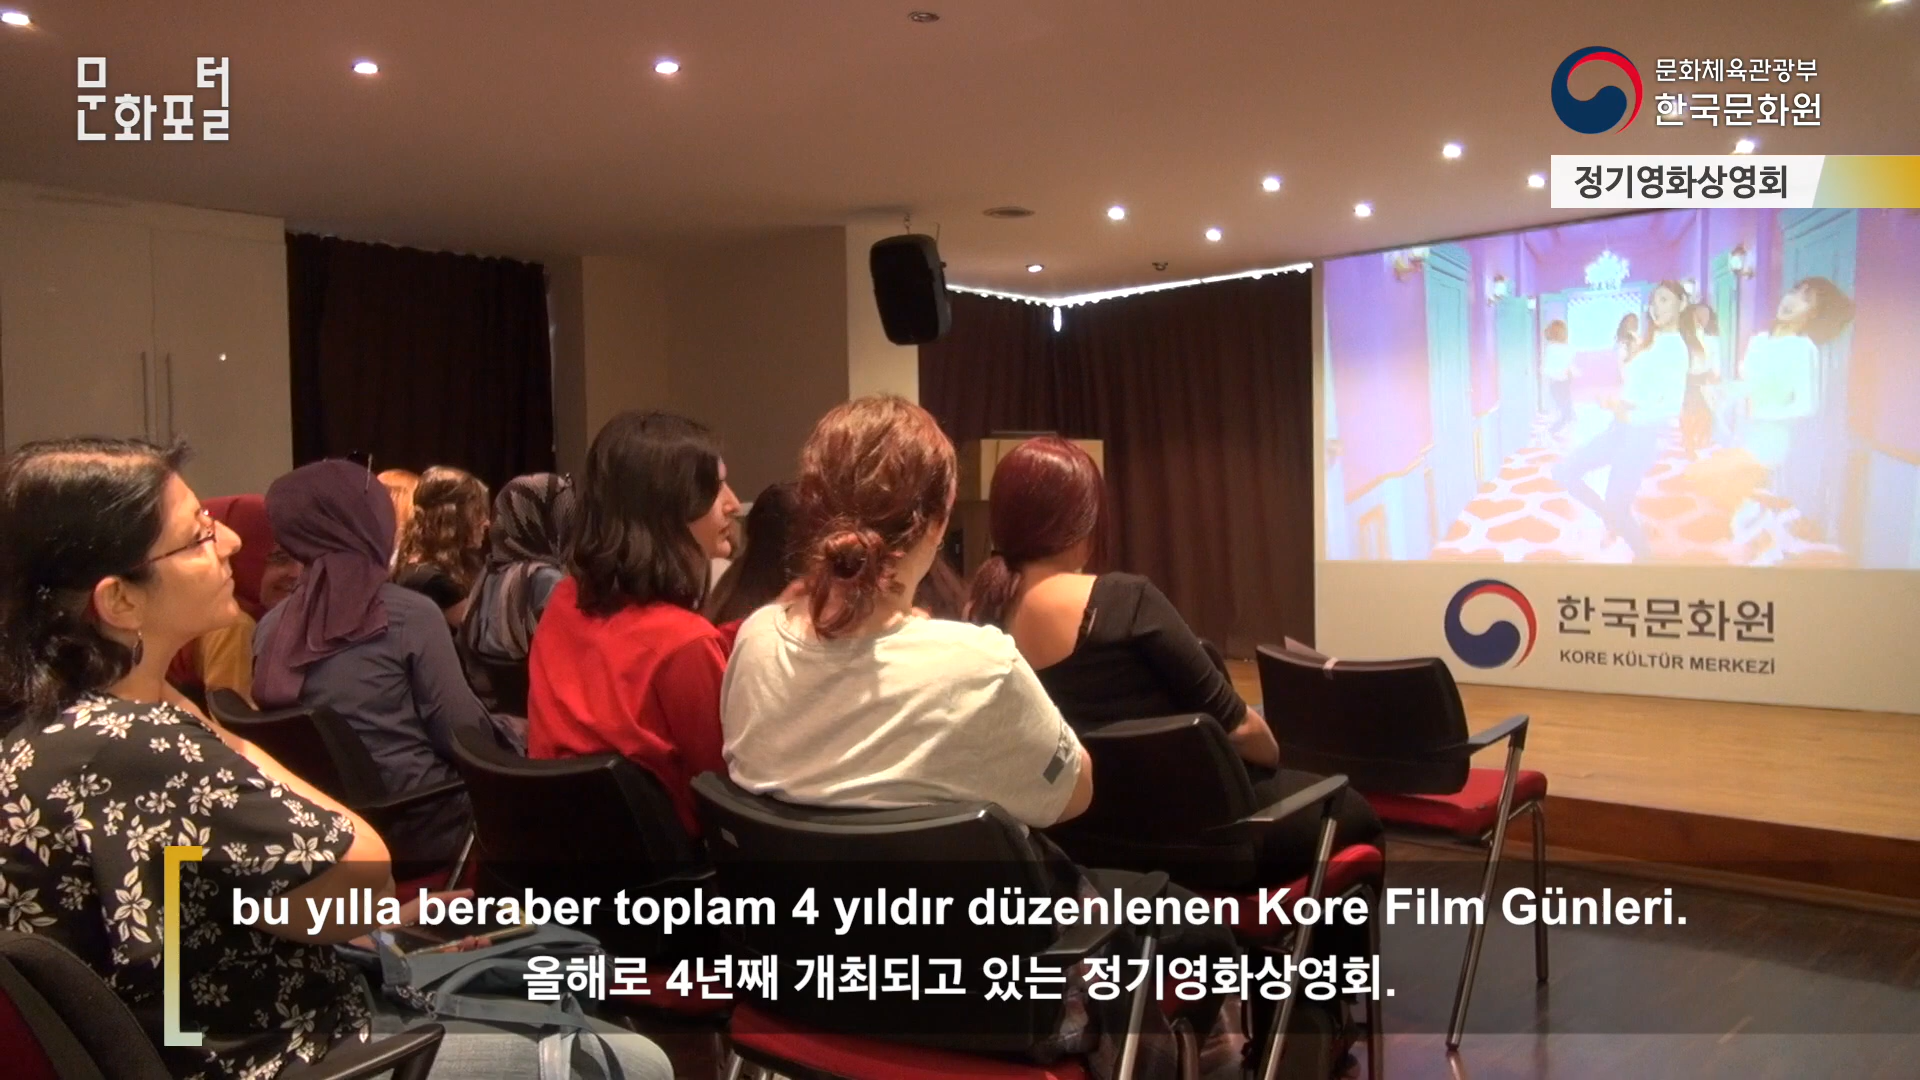 문화포털
문화체육관광부
한국문화원
정기영화상영회
한국문화원
KORE KÜLTÜR MERKEZİ
bu yılla beraber toplam 4 yıldır düzenlenen Kore Film Günleri.
올해로 4년째 개최되고 있는 정기영화상영회.